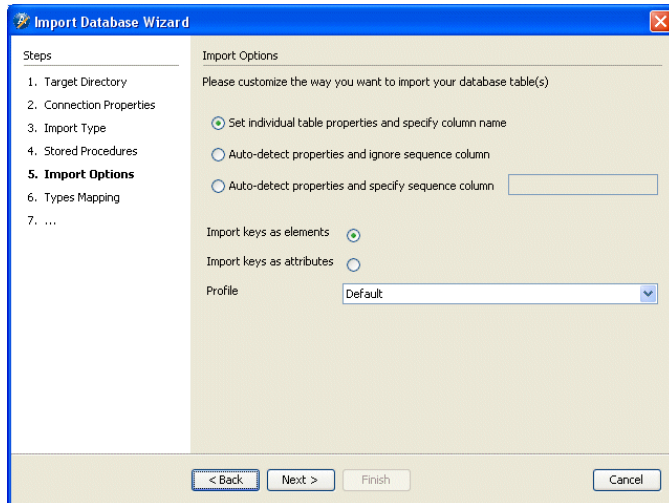 Import Database Wizard
Steps
1. Target Directory
2. Connection Properties
3. Import Type
4. Stored Procedures
5. Import Options
6. Types Mapping
7. ...
Import Options
Please customize the way you want to import your database table(s)
Set individual table properties and specify column name
Auto-detect properties and ignore sequence column
Auto-detect properties and specify sequence column
Import keys as elements
Import keys as attributes
Profile Default
< Back Next > Finish Cancel